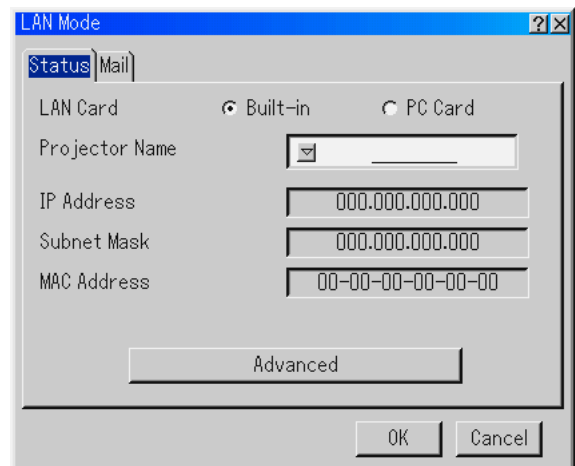 LAN Mode
Status Mail
LAN Card Built-in PC Card
Projector Name
IP Address 000.000.000.000
Subnet Mask 000.000.000.000
MAC Address 00-00-00-00-00-00
Advanced
OK Cancel